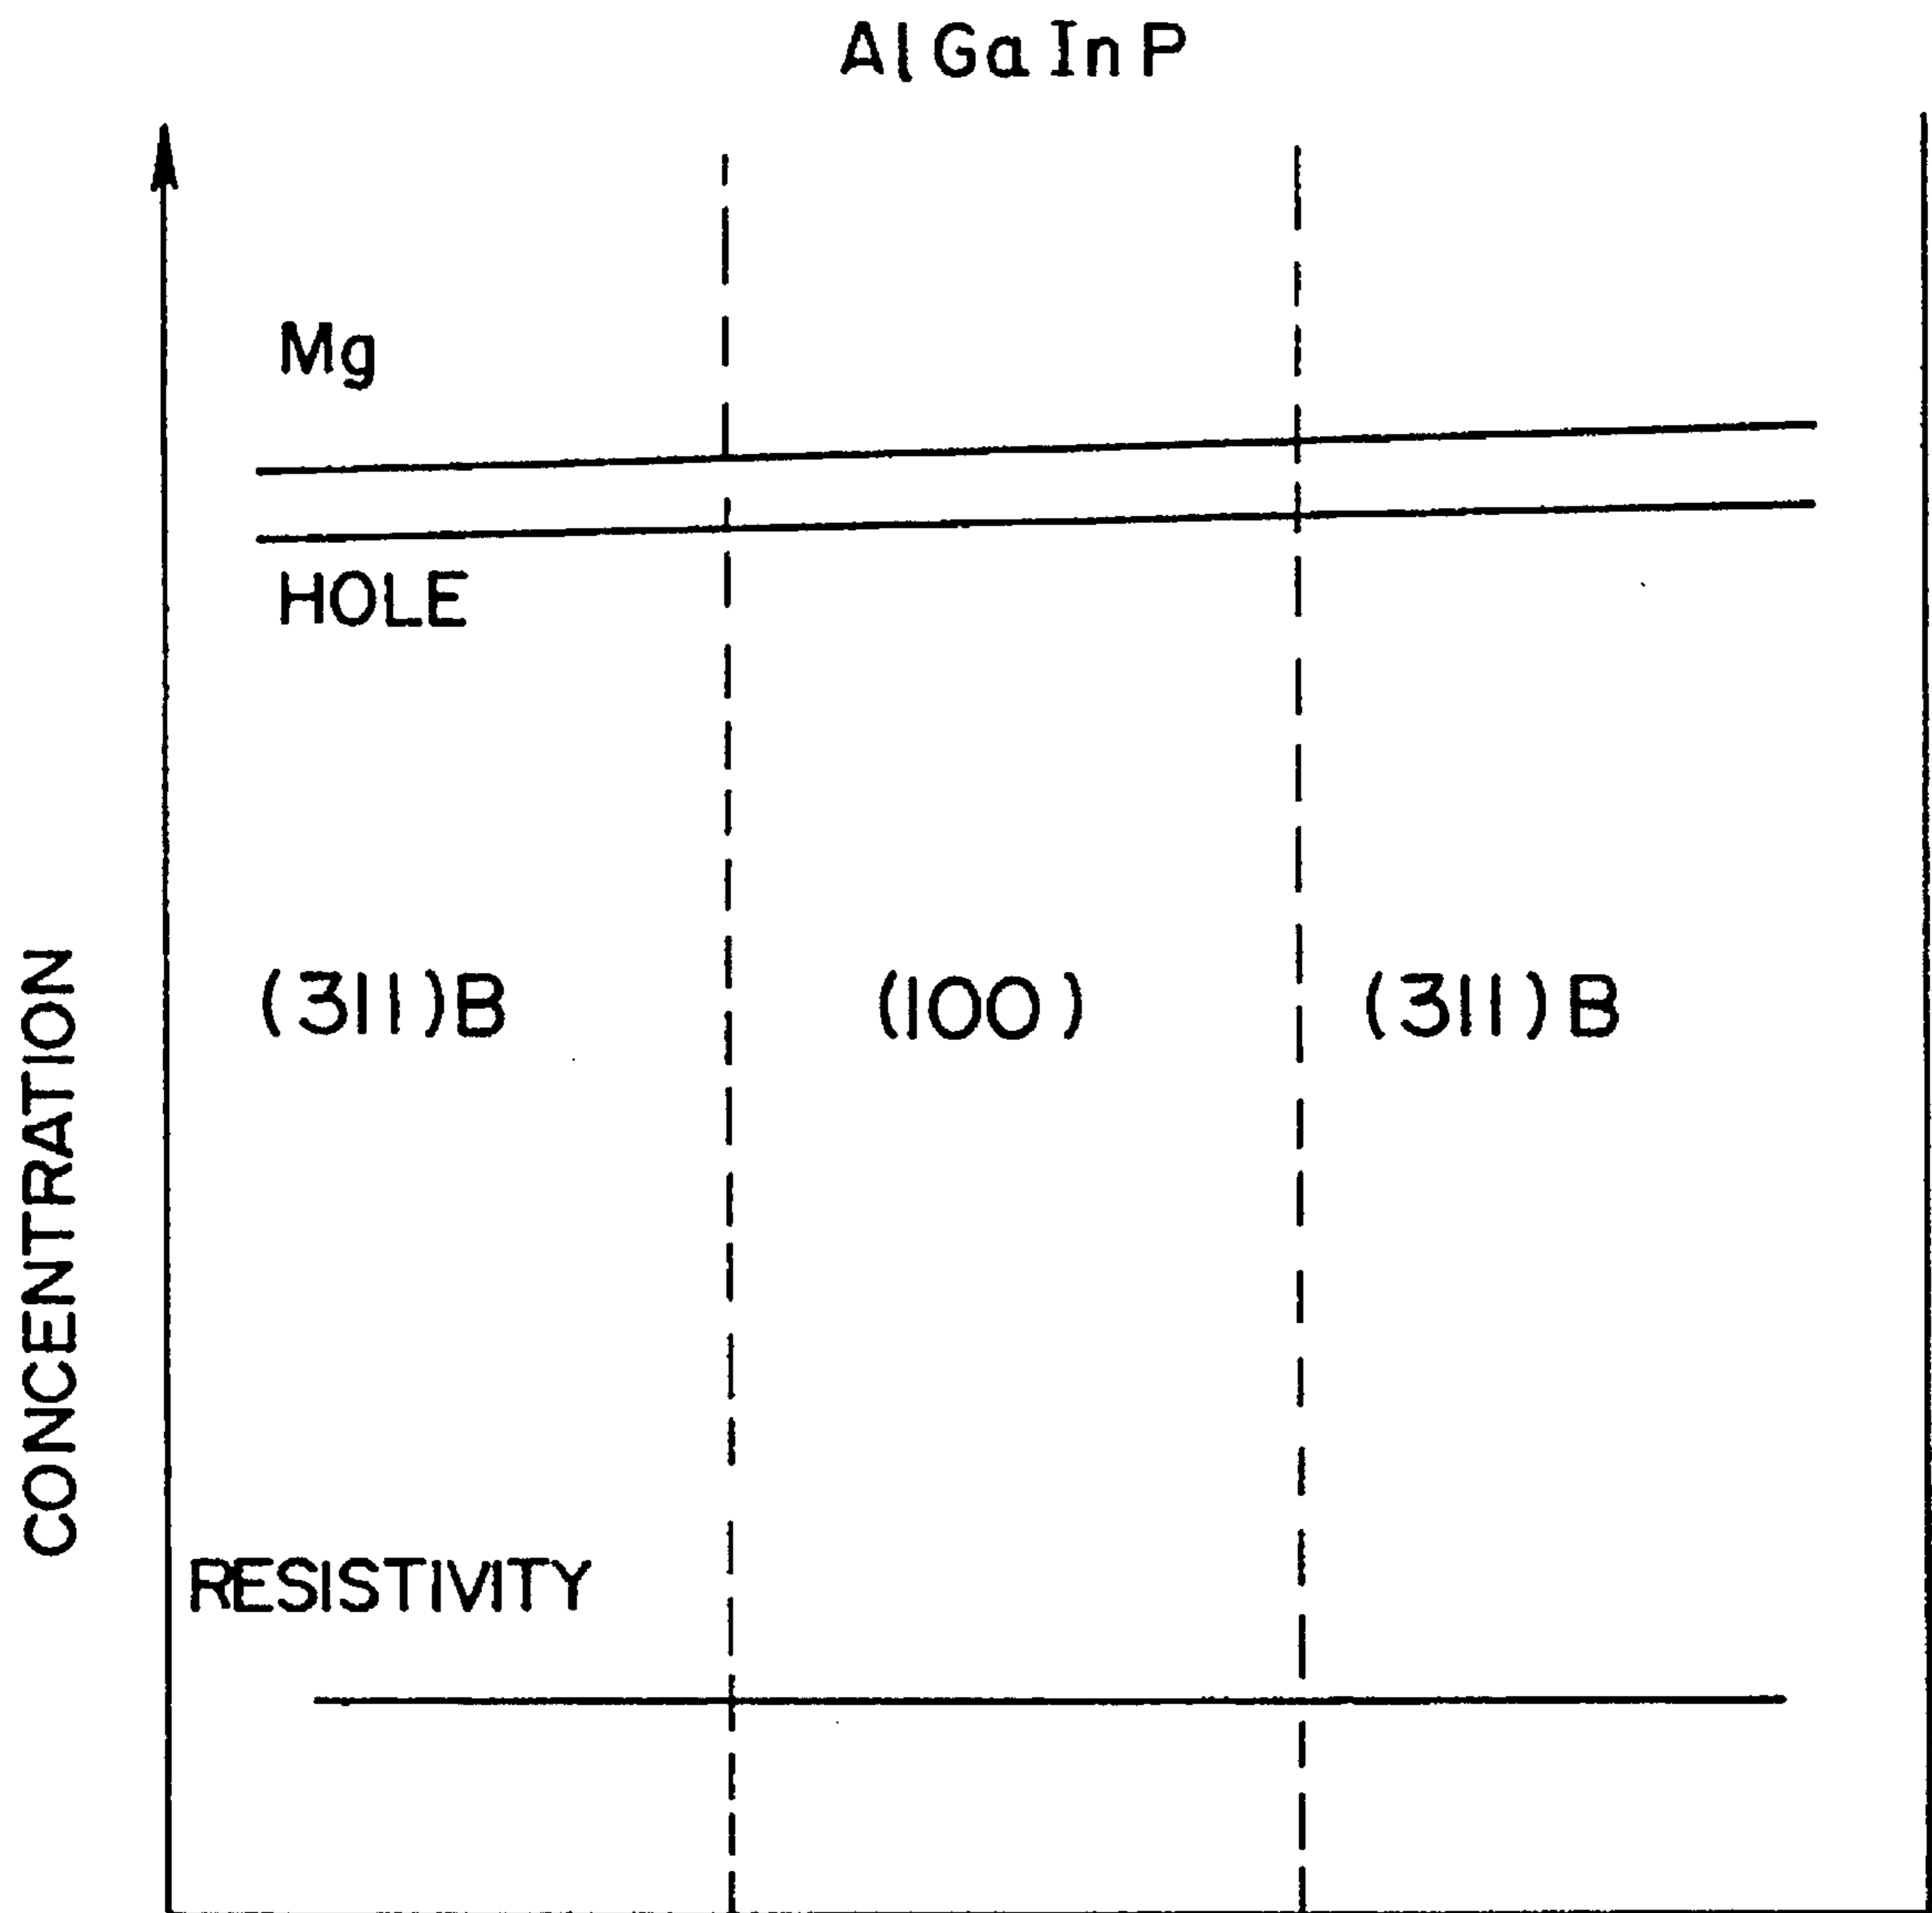 AlGaInP
Mg
HOLE
(311)B
(100)
(311)B
CONCENTRATION
RESISTIVITY